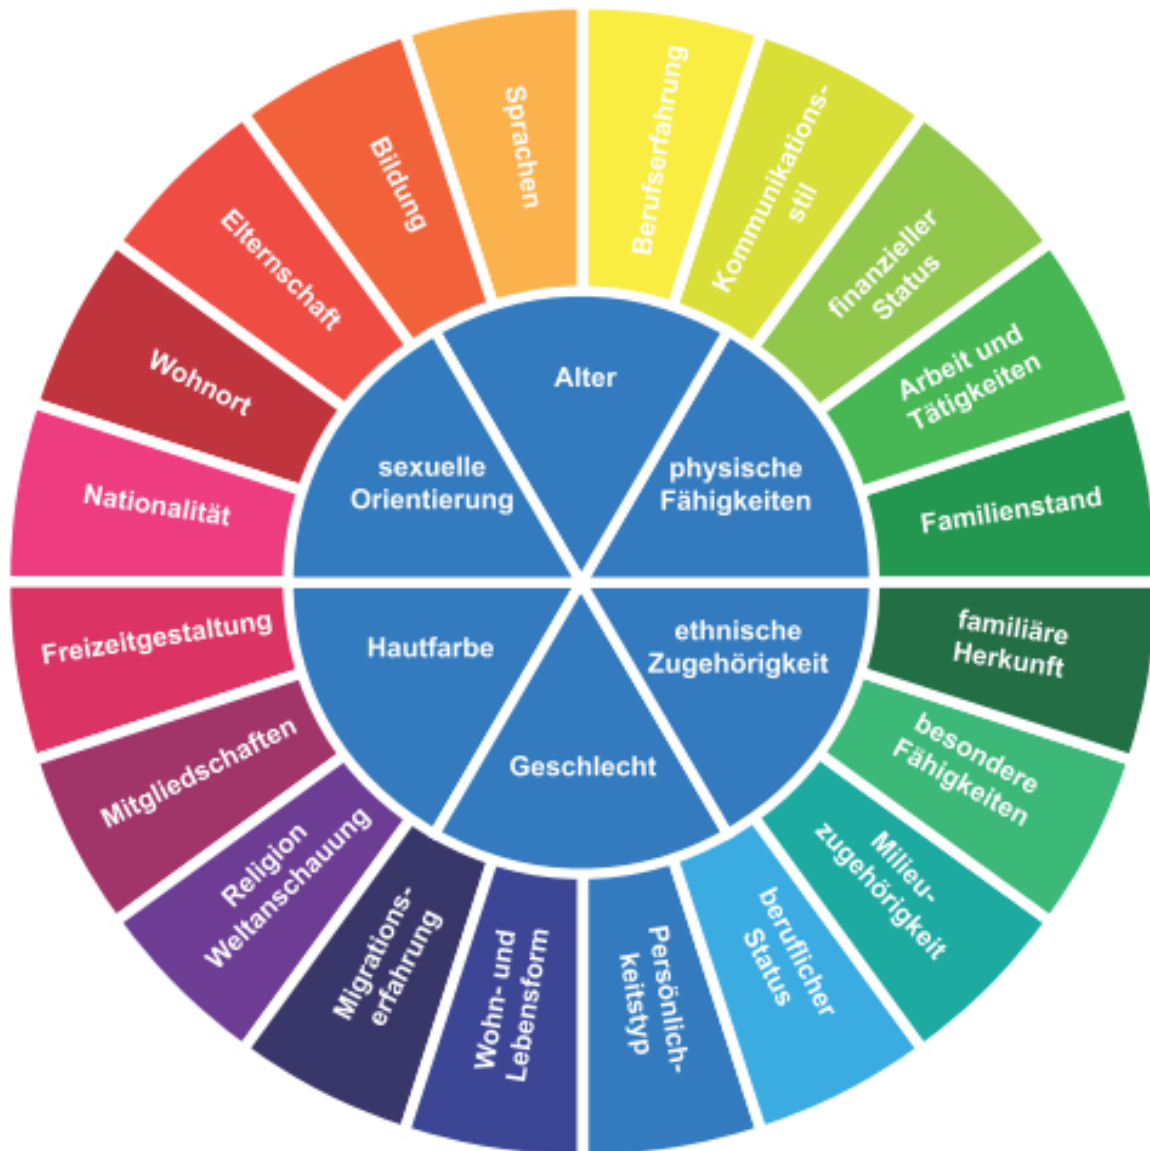 Sprachen
Berufserfahrung
Kommunikations-
stil
finanzieller
Status
Arbeit und
Tätigkeiten
Familienstand
familiäre
Herkunft
besondere
Fähigkeiten
Milieu-
zugehörigkeit
beruflicher
Status
Persönlich-
keitstyp
Wohn- und
Lebensform
Migrations-
erfahrung
Religion
Weltanschauung
Mitgliedschaften
Freizeitgestaltung
Nationalität
Wohnort
Elternschaft
Bildung
Alter
physische
Fähigkeiten
ethnische
Zugehörigkeit
Geschlecht
Hautfarbe
sexuelle
Orientierung